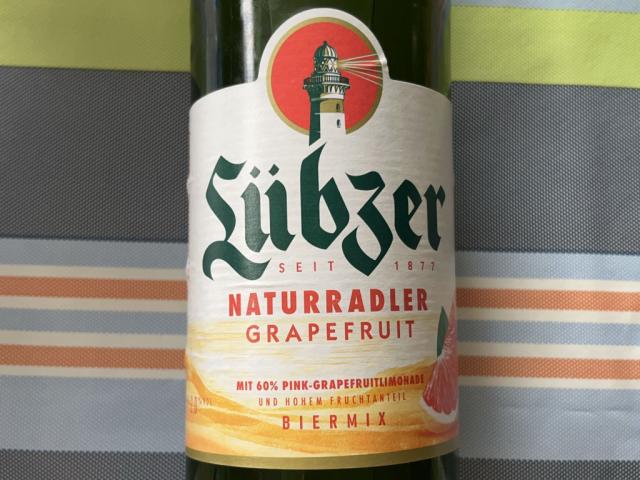 Lübzer
SEIT 1877
NATURRADLER
GRAPEFRUIT
MIT 60% PINK-GRAPEFRUITLIMONADE
UND HOHEM FRUCHTANTEIL
BIERMIX